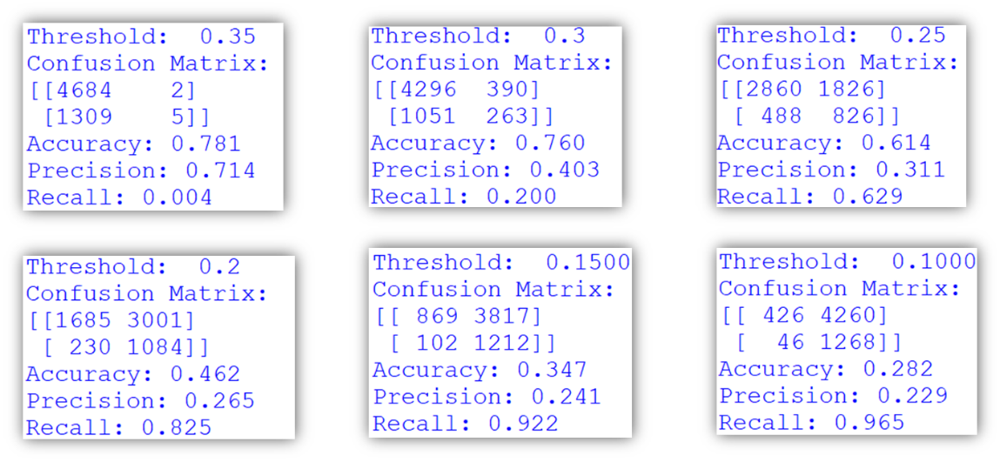 Threshold:  0.35
Confusion Matrix:
[[4684    2]
 [1309    5]]
Accuracy: 0.781
Precision: 0.714
Recall: 0.004
Threshold:  0.3
Confusion Matrix:
[[4296  390]
 [1051  263]]
Accuracy: 0.760
Precision: 0.403
Recall: 0.200
Threshold:  0.25
Confusion Matrix:
[[2860 1826]
 [ 488  826]]
Accuracy: 0.614
Precision: 0.311
Recall: 0.629
Threshold:  0.2
Confusion Matrix:
[[1685 3001]
 [ 230 1084]]
Accuracy: 0.462
Precision: 0.265
Recall: 0.825
Threshold:  0.1500
Confusion Matrix:
[[ 869 3817]
 [ 102 1212]]
Accuracy: 0.347
Precision: 0.241
Recall: 0.922
Threshold:  0.1000
Confusion Matrix:
[[ 426 4260]
 [  46 1268]]
Accuracy: 0.282
Precision: 0.229
Recall: 0.965